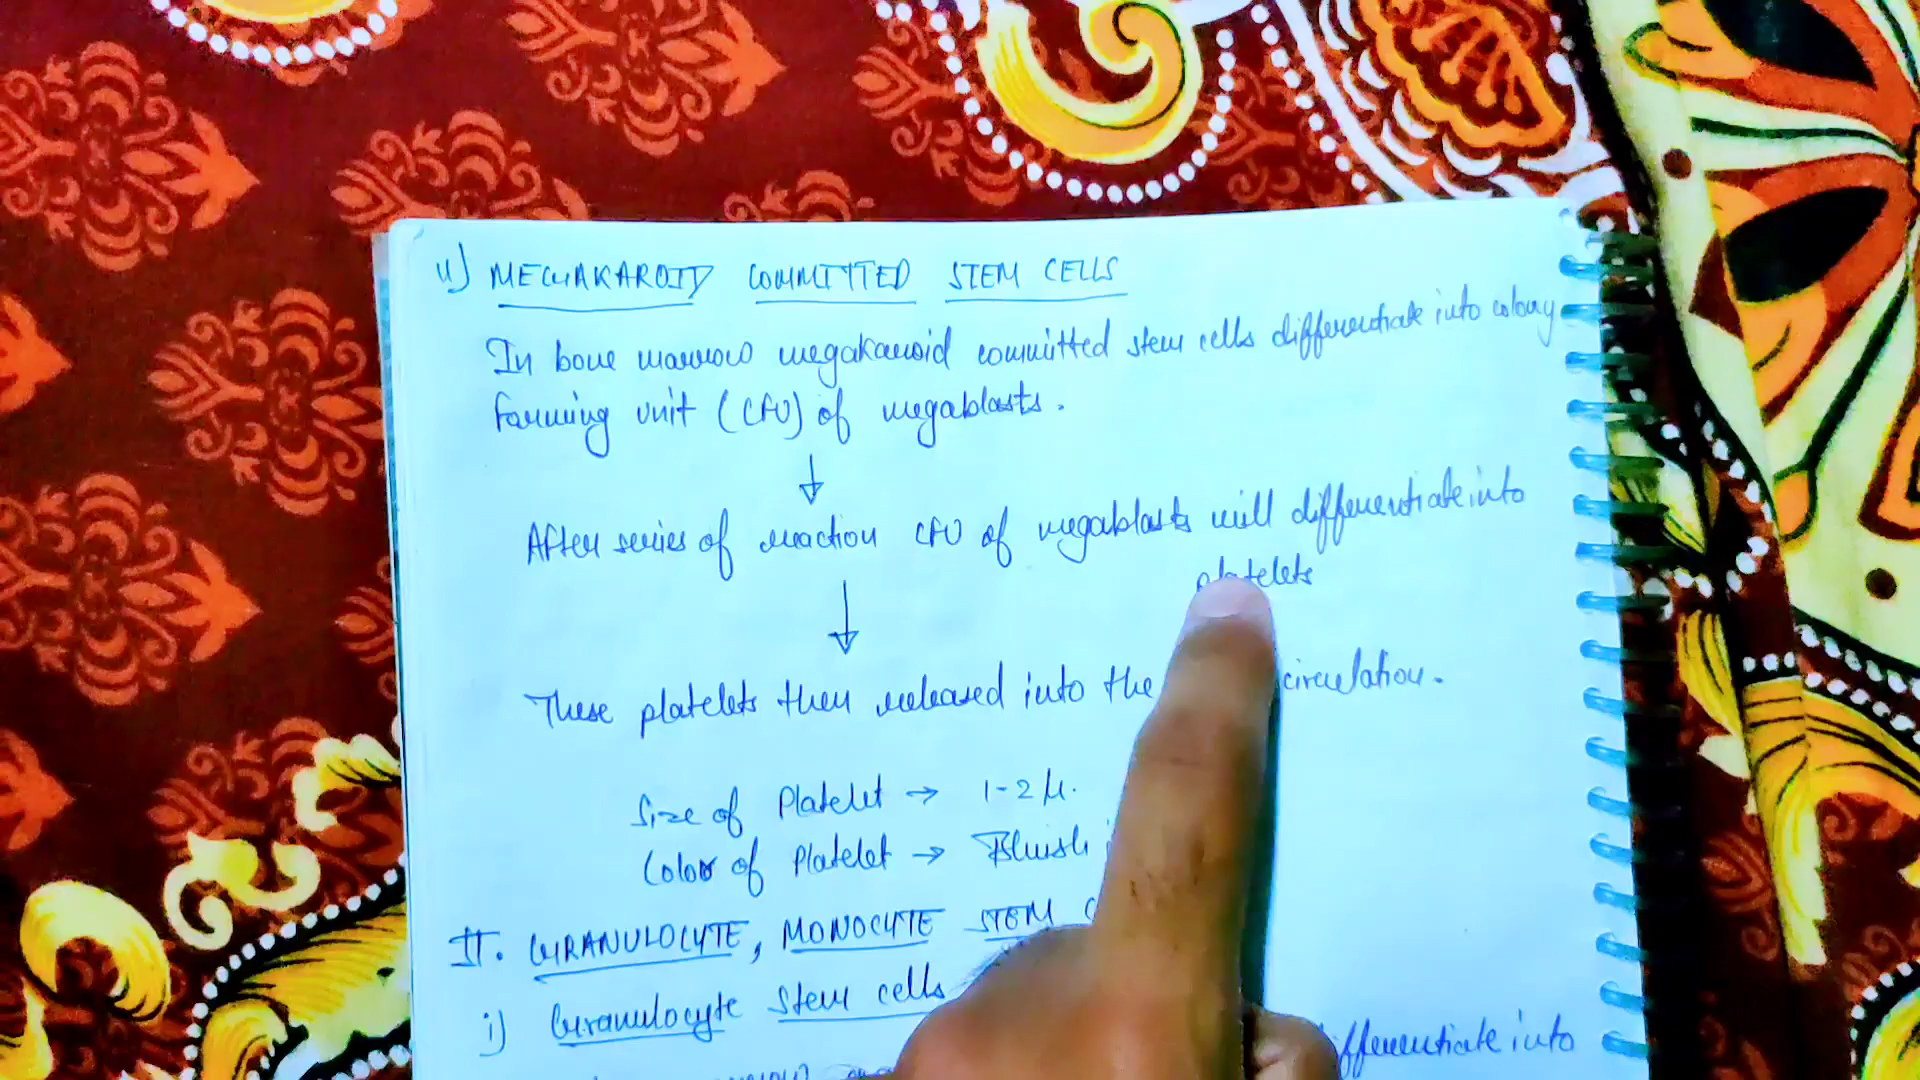 ii) MEGAKAROID COMMITTED STEM CELLS
In bone marrow megakaroid committed stem cells differentiate into colony
forming unit (CFU) of megablasts.
↓
After series of reaction CFU of megablasts will differentiate into
platelets
↓
These platelets then released into the circulation.
Size of Platelet → 1-2 μ.
Color of Platelet → Bluish
II. GRANULOCYTE, MONOCYTE STEM
i) Granulocyte stem cells
differentiate into